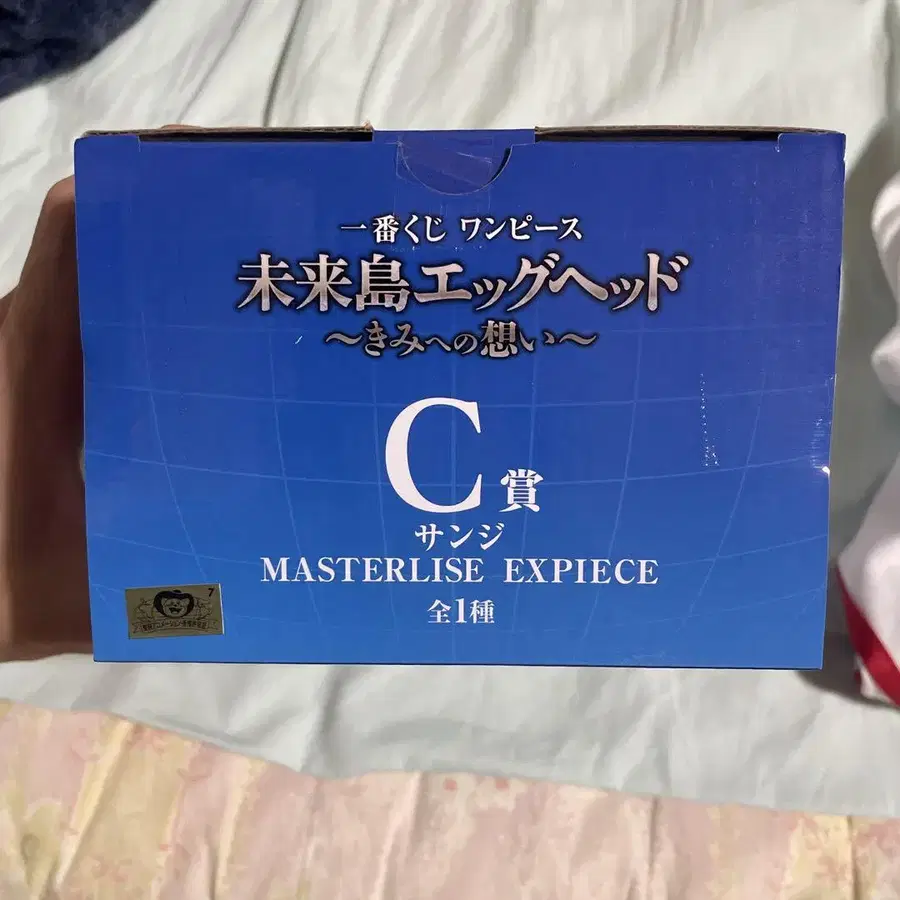 一番くじ ワンピース
未来島エッグヘッド
～きみへの想い～
C賞
サンジ
MASTERLISE EXPIECE
全1種
7